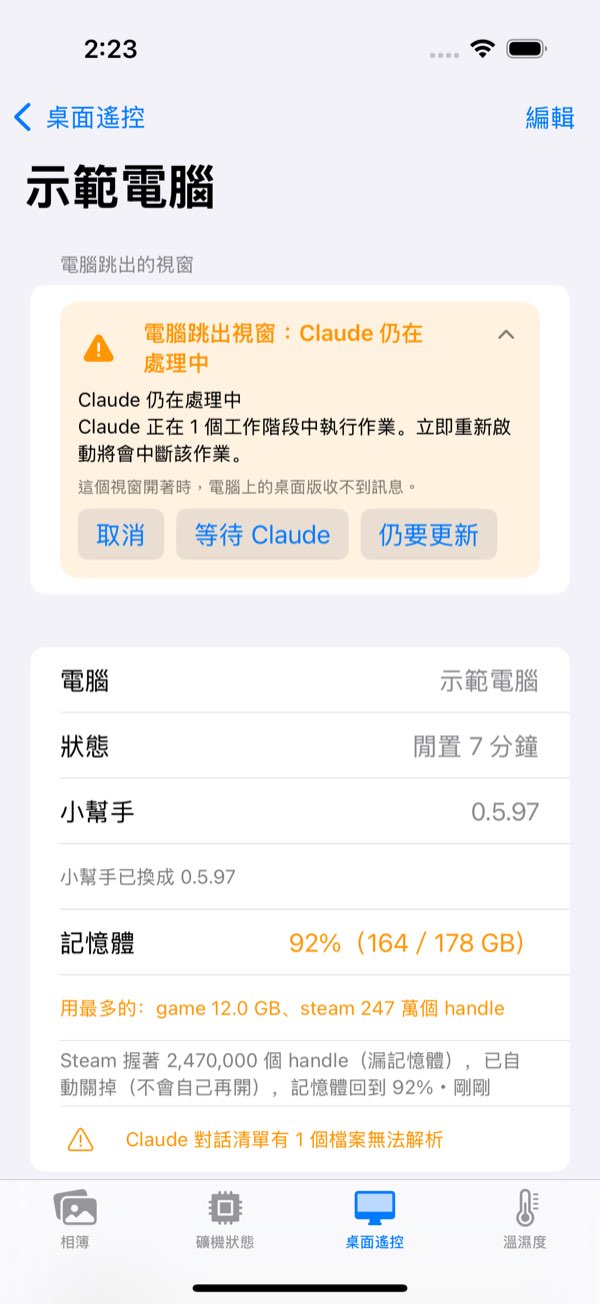 2:23
桌面遙控
編輯
示範電腦
電腦跳出的視窗
電腦跳出視窗：Claude 仍在
處理中
Claude 仍在處理中
Claude 正在 1 個工作階段中執行作業。立即重新啟
動將會中斷該作業。
這個視窗開著時，電腦上的桌面版收不到訊息。
取消
等待 Claude
仍要更新
電腦
示範電腦
狀態
閒置 7 分鐘
小幫手
0.5.97
小幫手已換成 0.5.97
記憶體
92%（164 / 178 GB）
用最多的：game 12.0 GB、steam 247 萬個 handle
Steam 握著 2,470,000 個 handle（漏記憶體），已自
動關掉（不會自己再開），記憶體回到 92%・剛剛
Claude 對話清單有 1 個檔案無法解析
相簿
礦機狀態
桌面遙控
溫濕度